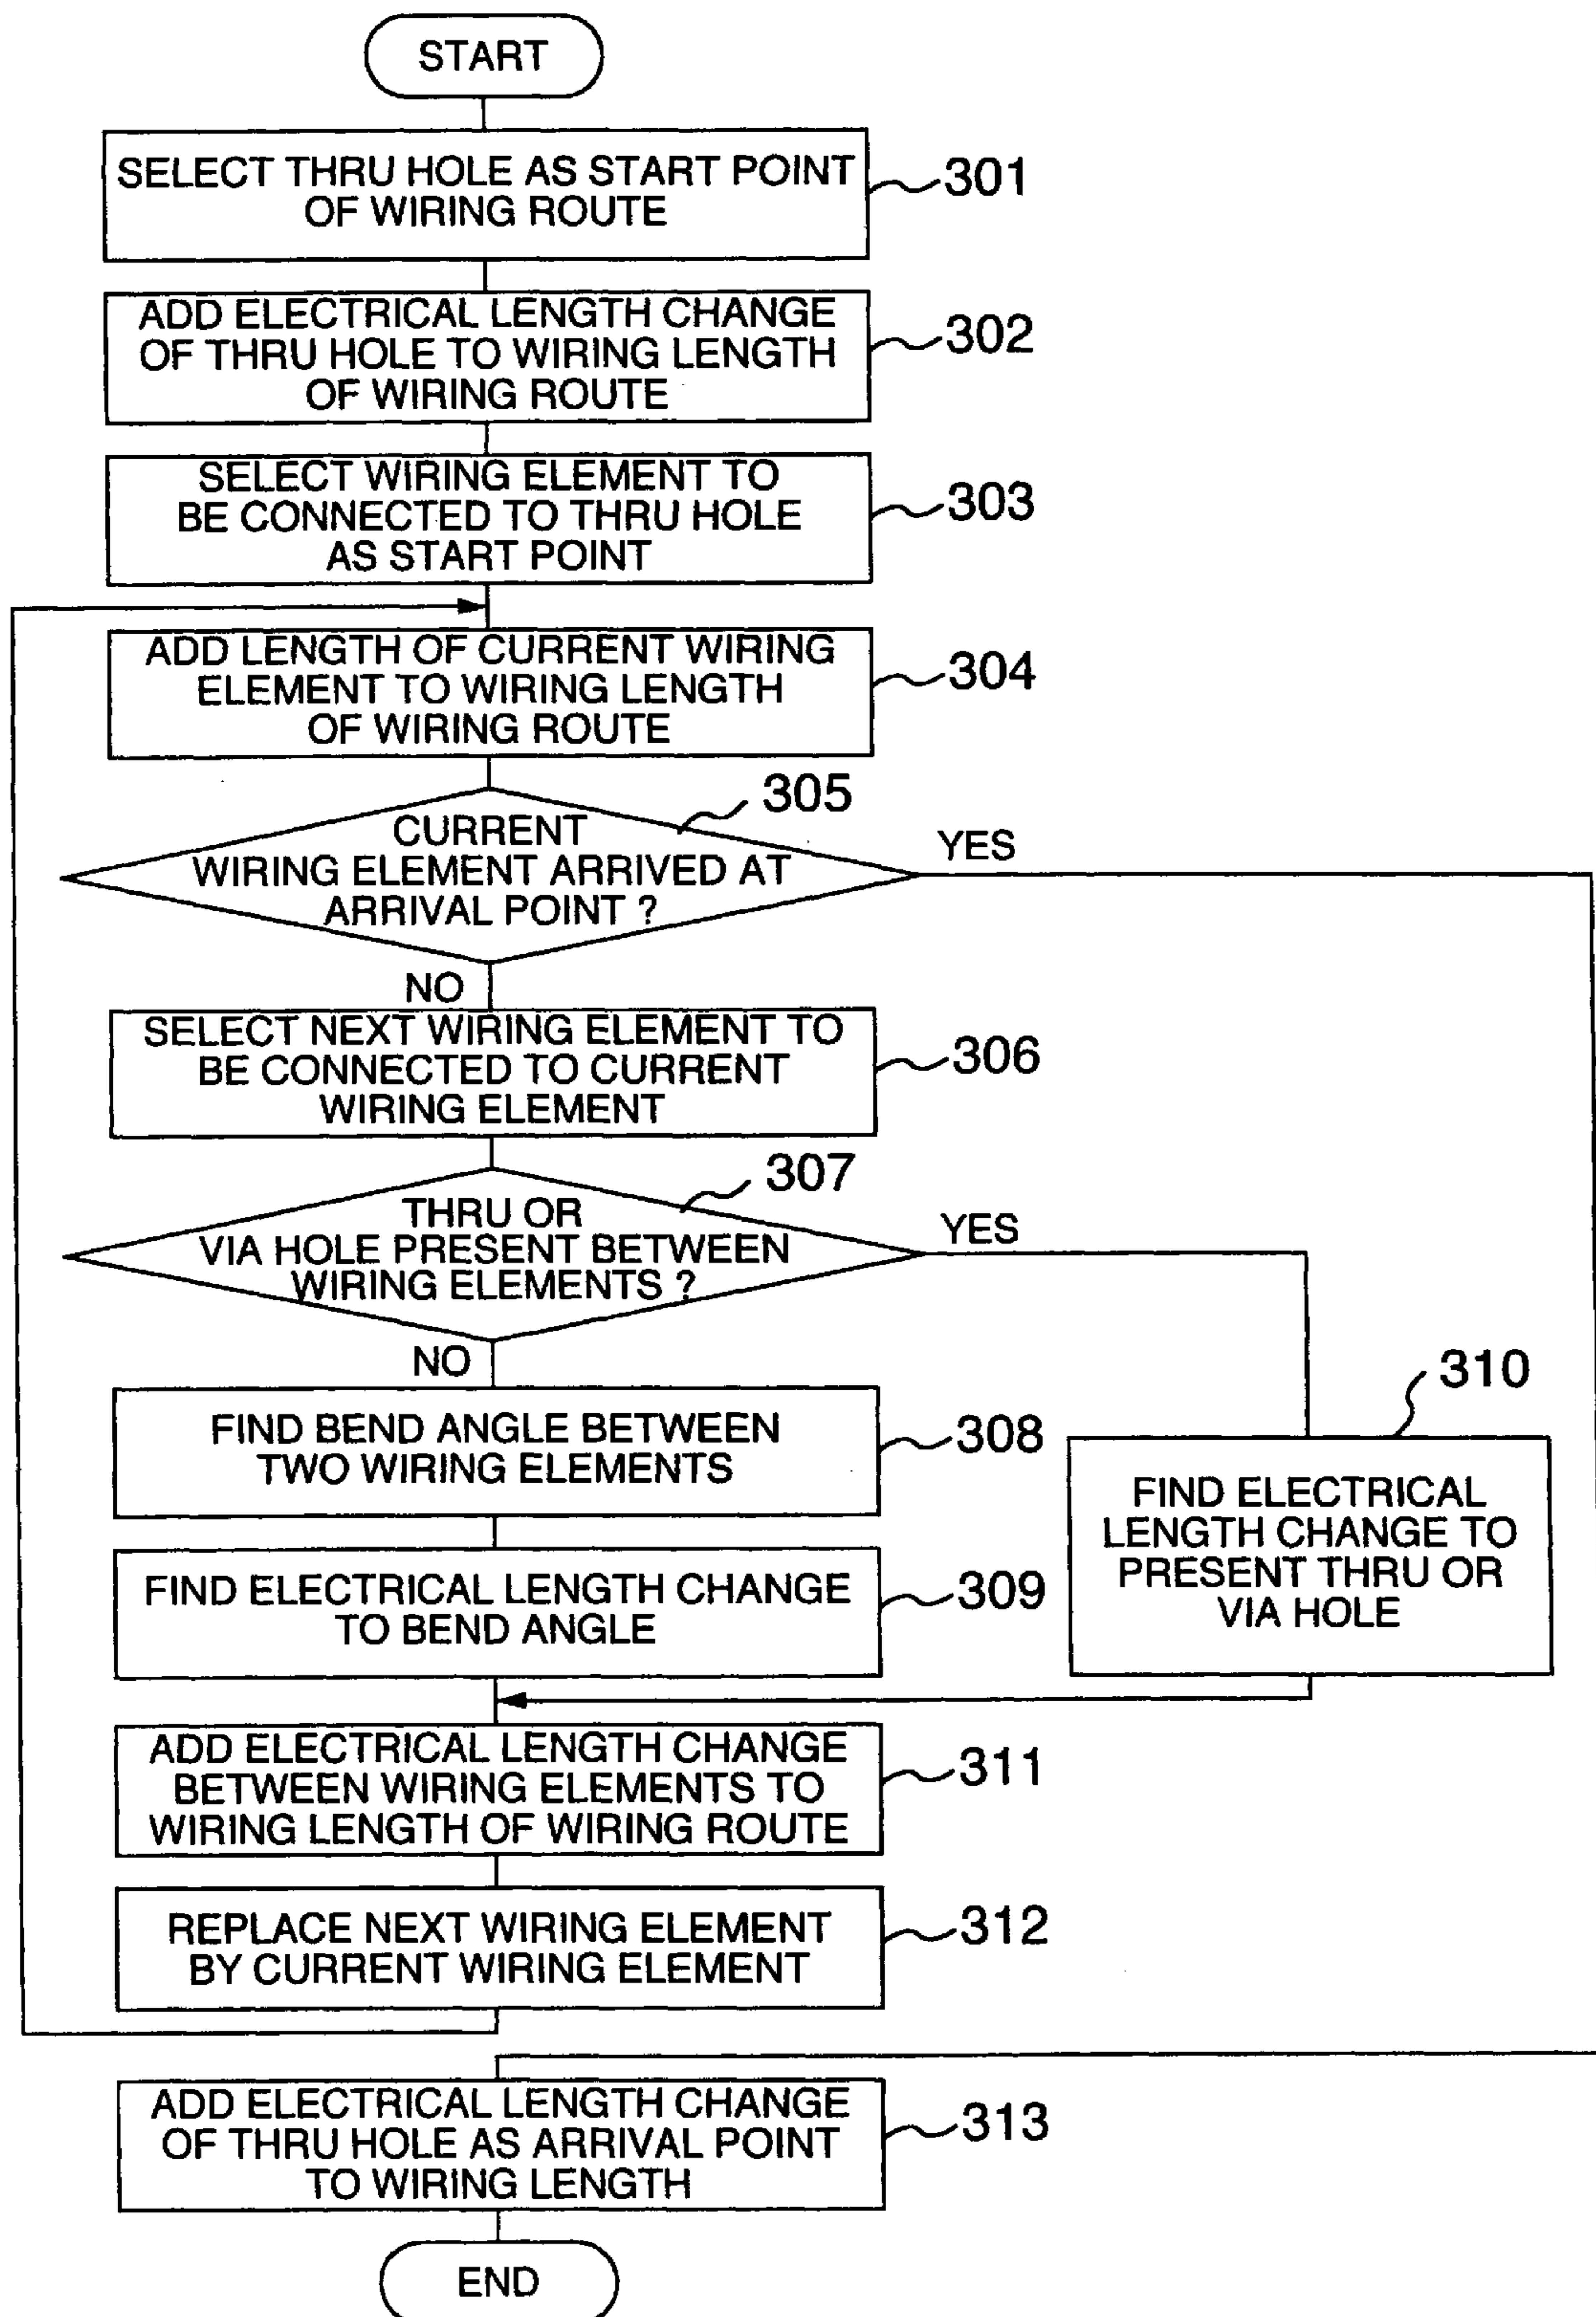 START
SELECT THRU HOLE AS START POINT
OF WIRING ROUTE
301
ADD ELECTRICAL LENGTH CHANGE
OF THRU HOLE TO WIRING LENGTH
OF WIRING ROUTE
302
SELECT WIRING ELEMENT TO
BE CONNECTED TO THRU HOLE
AS START POINT
303
ADD LENGTH OF CURRENT WIRING
ELEMENT TO WIRING LENGTH
OF WIRING ROUTE
304
305
CURRENT
WIRING ELEMENT ARRIVED AT
ARRIVAL POINT ?
YES
NO
SELECT NEXT WIRING ELEMENT TO
BE CONNECTED TO CURRENT
WIRING ELEMENT
306
307
THRU OR
VIA HOLE PRESENT BETWEEN
WIRING ELEMENTS ?
YES
NO
FIND BEND ANGLE BETWEEN
TWO WIRING ELEMENTS
308
310
FIND ELECTRICAL
LENGTH CHANGE TO
PRESENT THRU OR
VIA HOLE
FIND ELECTRICAL LENGTH CHANGE
TO BEND ANGLE
309
ADD ELECTRICAL LENGTH CHANGE
BETWEEN WIRING ELEMENTS TO
WIRING LENGTH OF WIRING ROUTE
311
REPLACE NEXT WIRING ELEMENT
BY CURRENT WIRING ELEMENT
312
ADD ELECTRICAL LENGTH CHANGE
OF THRU HOLE AS ARRIVAL POINT
TO WIRING LENGTH
313
END